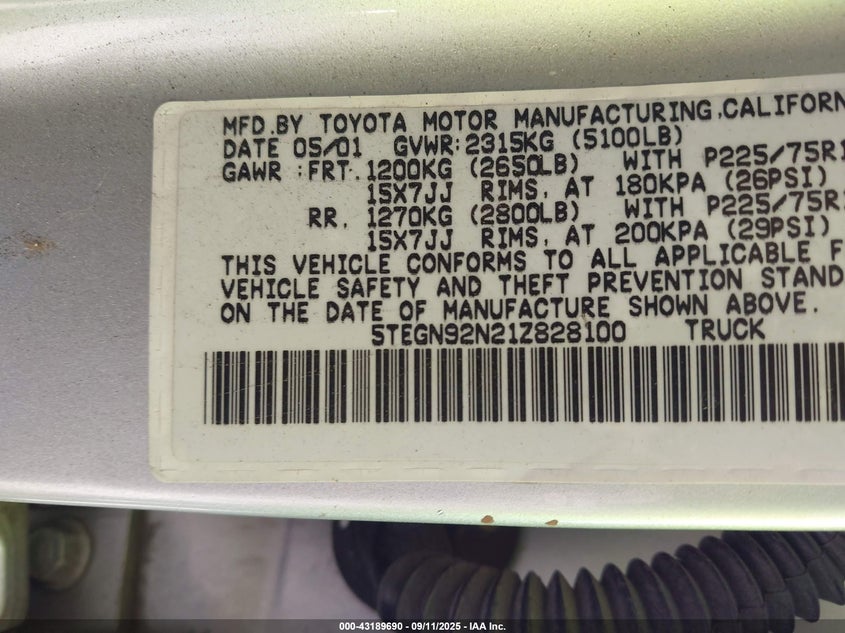 MFD.BY TOYOTA MOTOR MANUFACTURING,CALIFORN
DATE 05/01 GVWR:2315KG (5100LB)
GAWR :FRT. 1200KG (2650LB) WITH P225/75R1
15X7JJ RIMS, AT 180KPA (26PSI)
RR. 1270KG (2800LB) WITH P225/75R1
15X7JJ RIMS, AT 200KPA (29PSI)
THIS VEHICLE CONFORMS TO ALL APPLICABLE F
VEHICLE SAFETY AND THEFT PREVENTION STAND
ON THE DATE OF MANUFACTURE SHOWN ABOVE.
5TEGN92N21Z828100 TRUCK
000-43189690 - 09/11/2025 - IAA Inc.